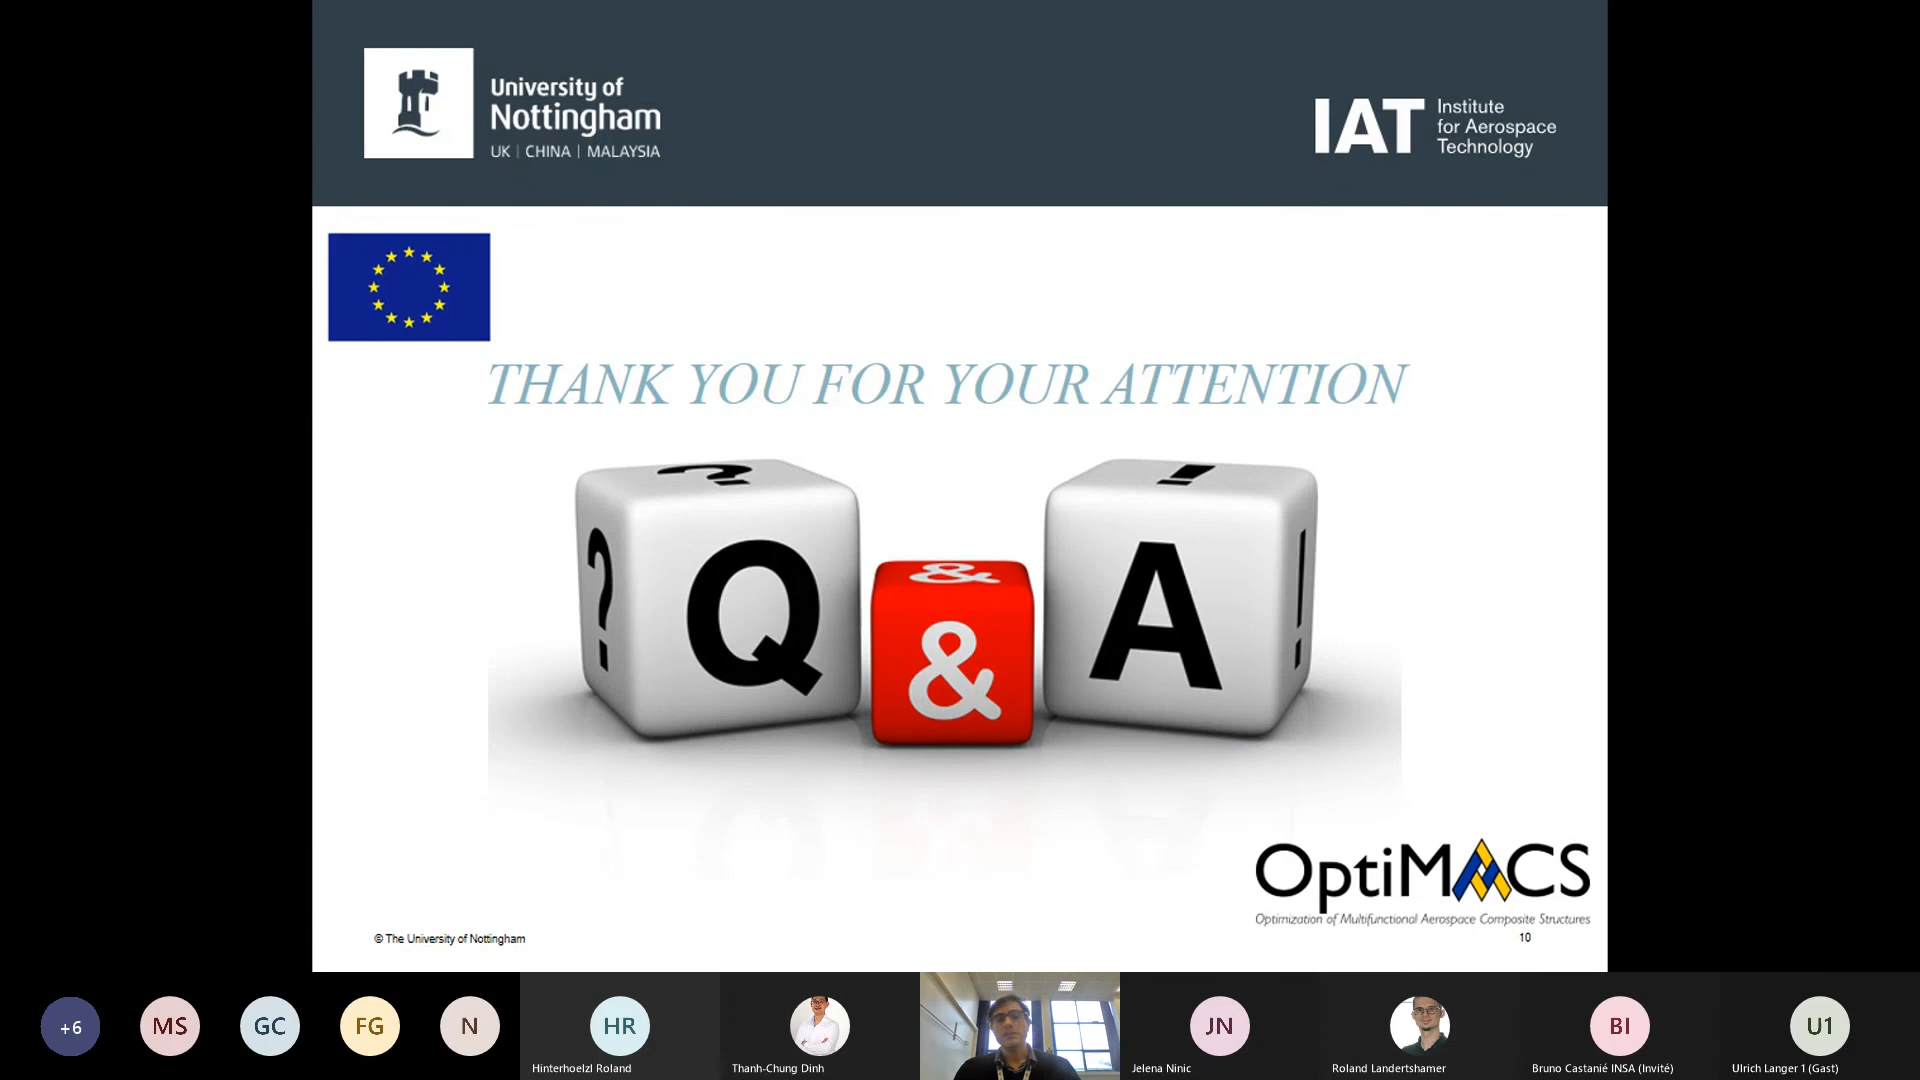 University of
Nottingham
UK | CHINA | MALAYSIA
IAT
Institute
for Aerospace
Technology
THANK YOU FOR YOUR ATTENTION
? ? Q & & A ! !
OptiMACS
Optimization of Multifunctional Aerospace Composite Structures
© The University of Nottingham
10
+6
MS
GC
FG
N
HR
JN
BI
U1
Hinterhoelzl Roland
Thanh-Chung Dinh
Jelena Ninic
Roland Landertshamer
Bruno Castanié INSA (Invité)
Ulrich Langer 1 (Gast)